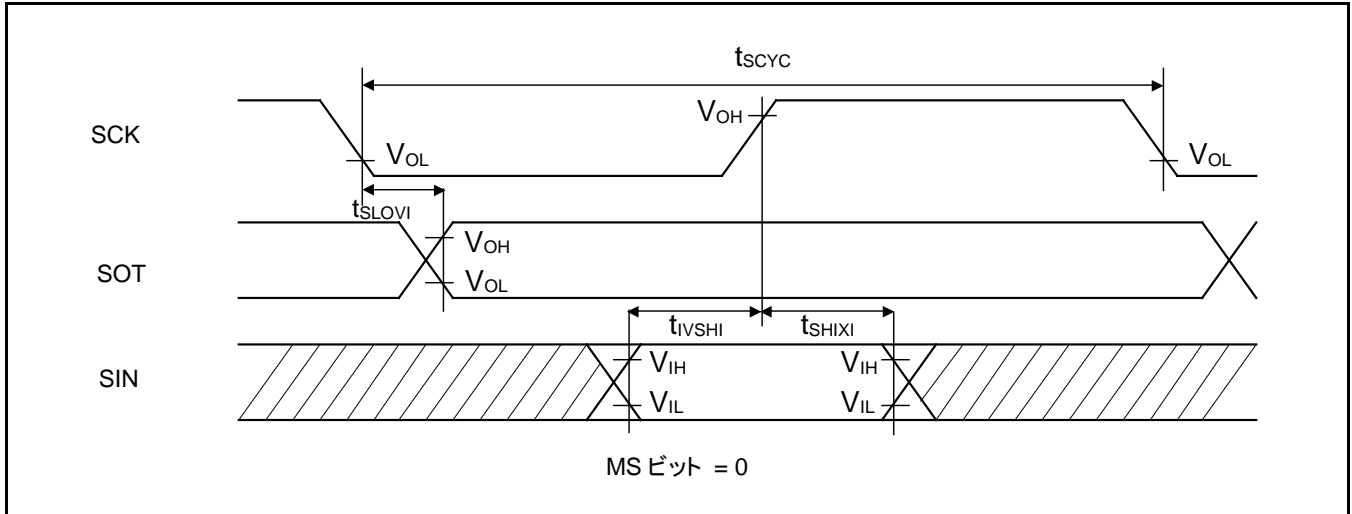 tSCYC
SCK
VOH
VOL
VOL
tSLOVI
SOT
VOH
VOL
tIVSHI
tSHIXI
SIN
VIH
VIH
VIL
VIL
MS ビット = 0